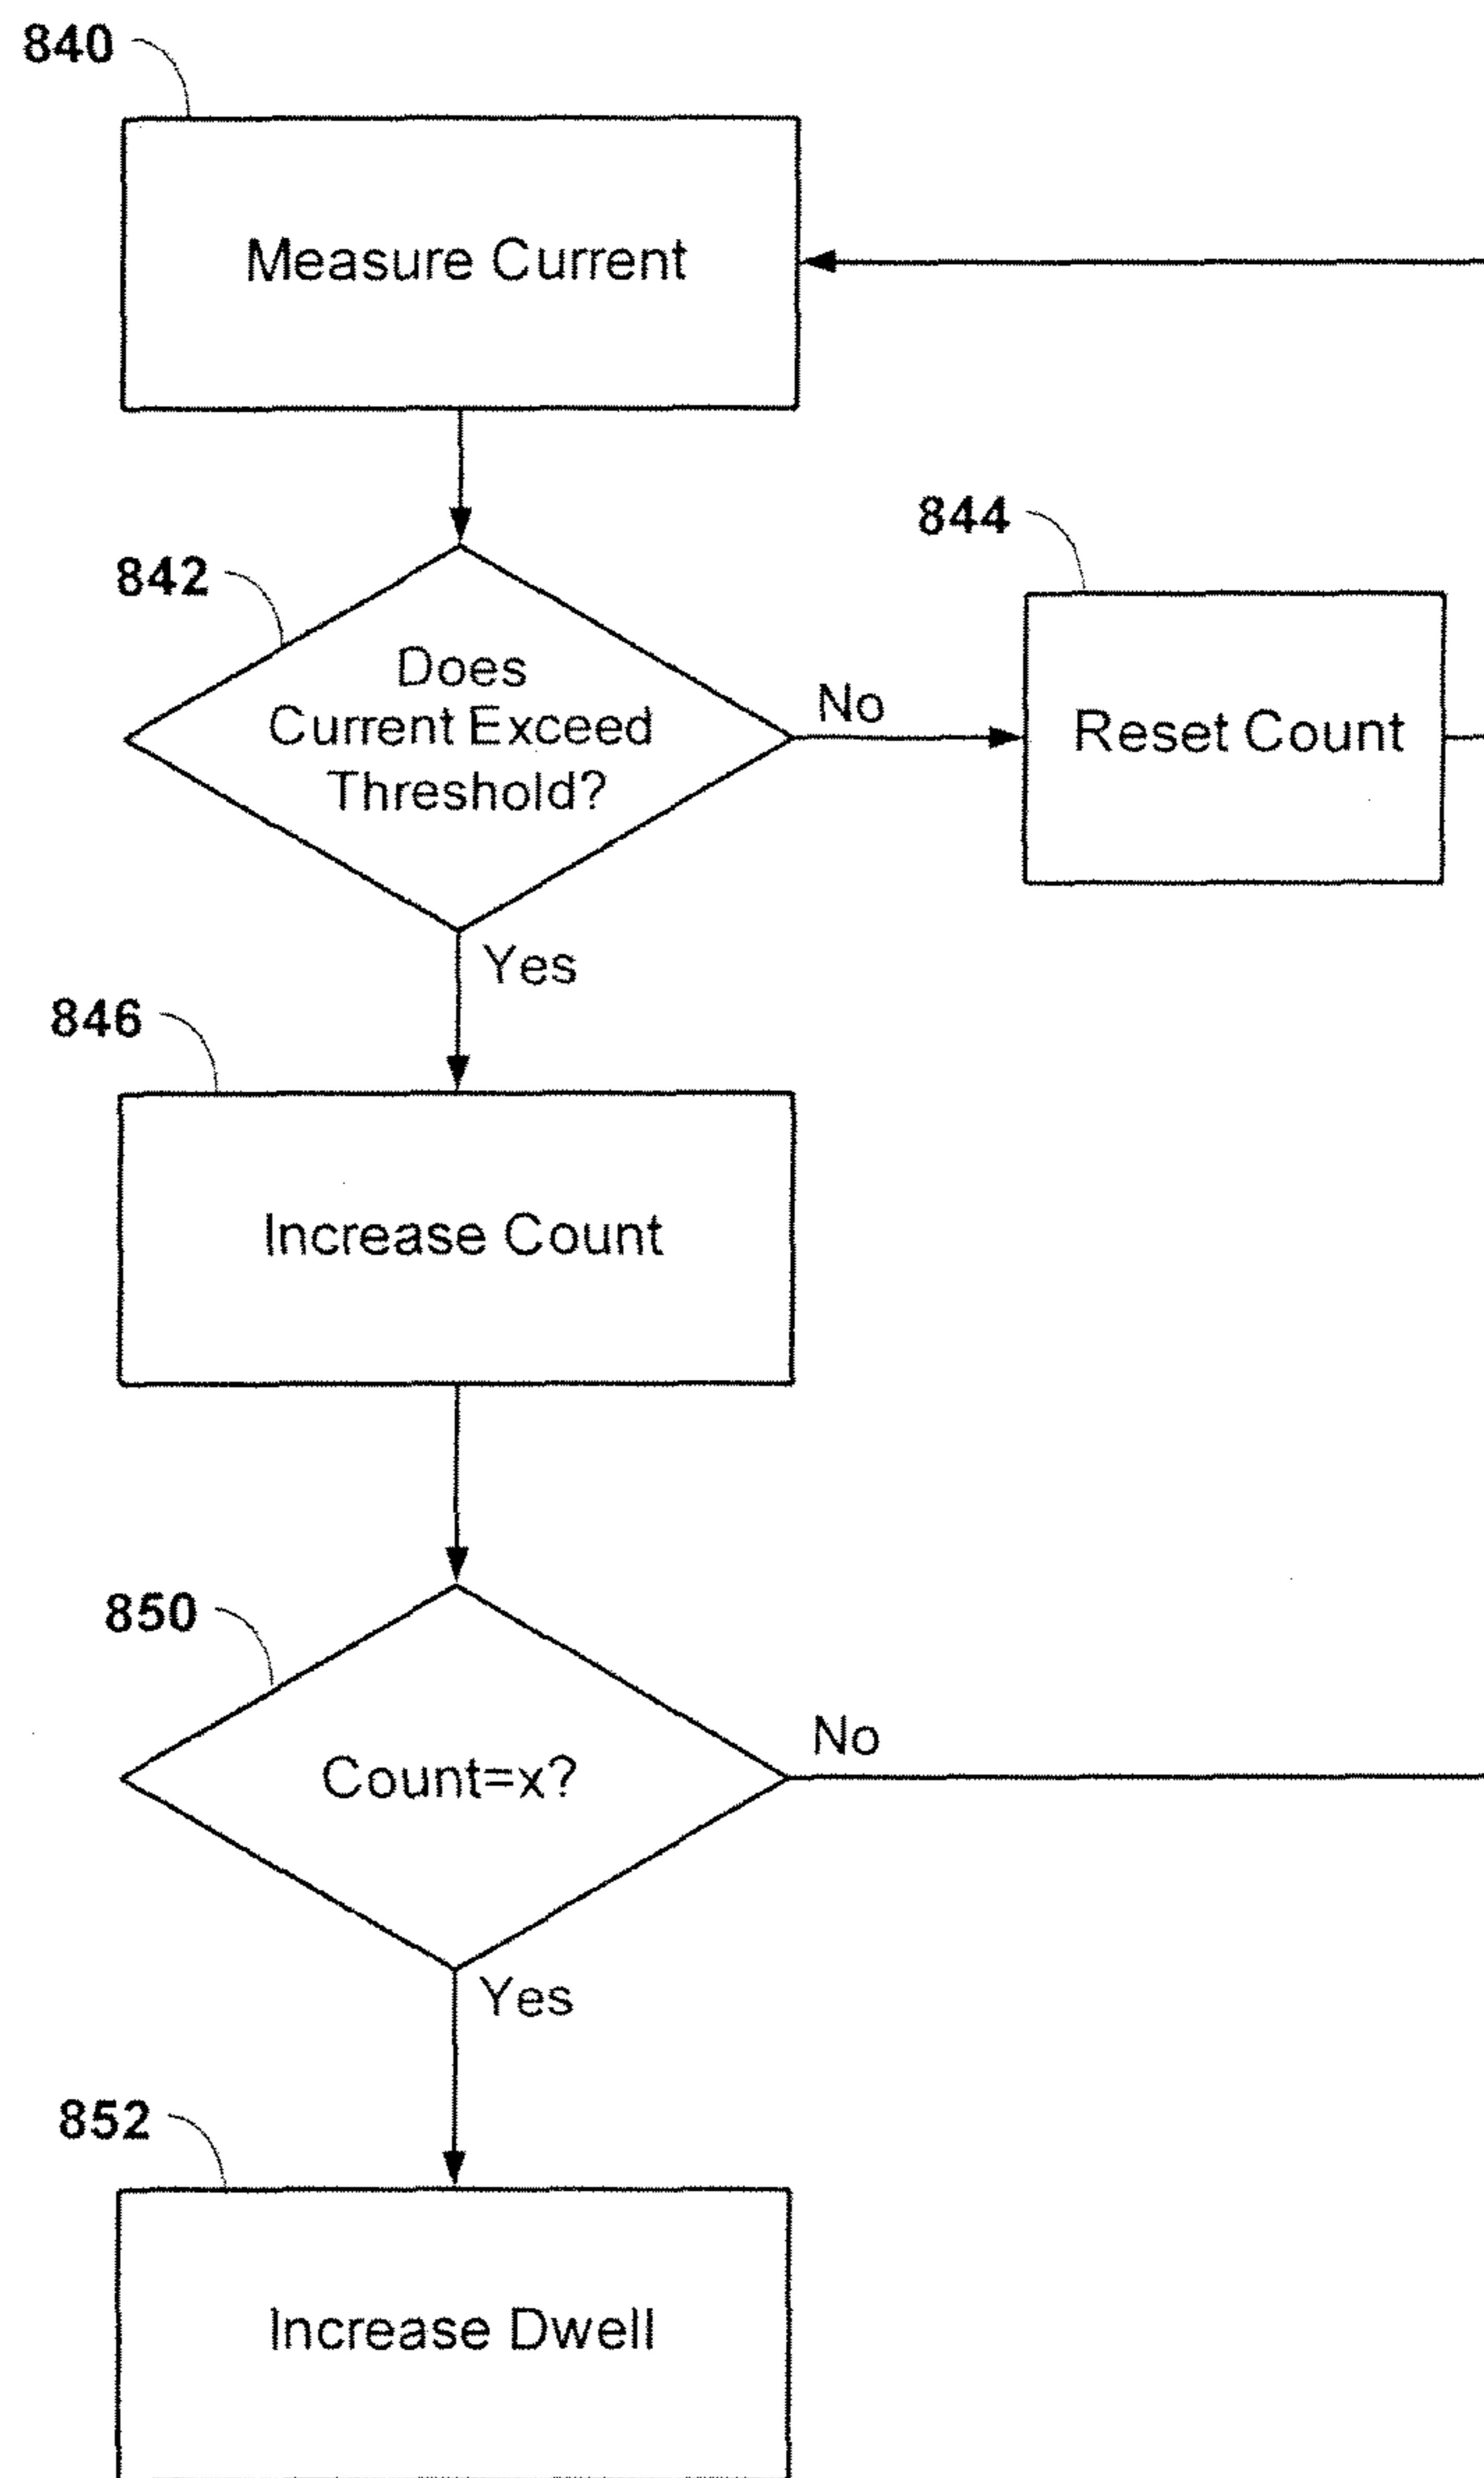 840
Measure Current
842
Does
Current Exceed
Threshold?
No
844
Reset Count
Yes
846
Increase Count
850
Count=x?
No
Yes
852
Increase Dwell